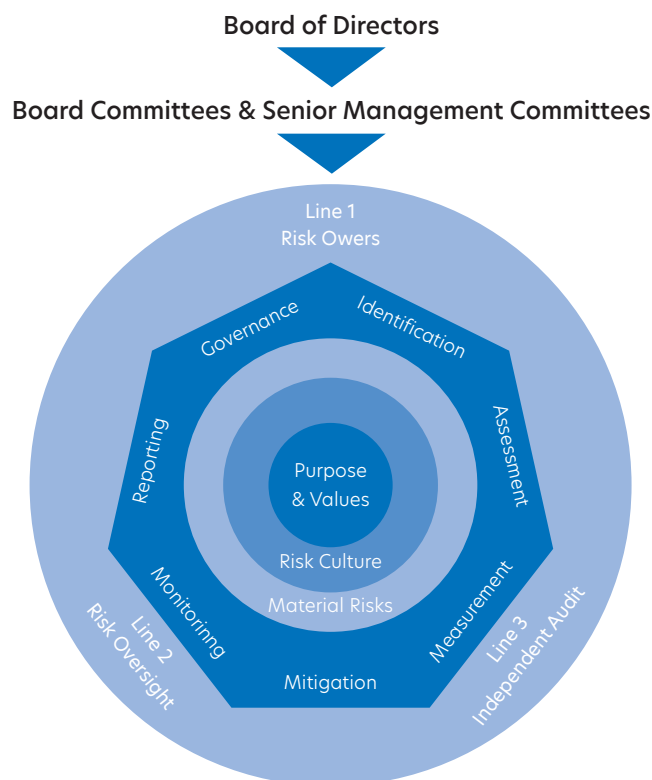 Board of Directors
Board Committees & Senior Management Committees
Line 1
Risk Owers
Governance
Identification
Reporting
Assessment
Purpose
& Values
Risk Culture
Material Risks
Monitorinng
Measurement
Mitigation
Line 2
Risk Oversight
Line 3
Independent Audit